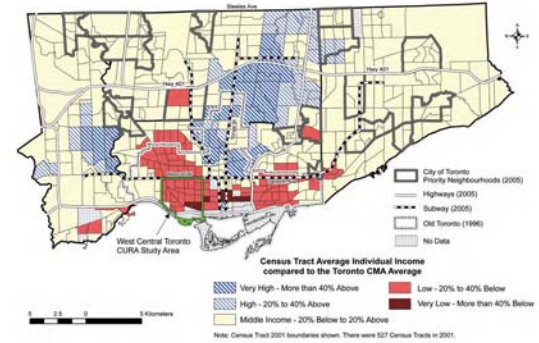 Steeles Ave
Hwy 401
Hwy 401
West Central Toronto
CURA Study Area
City of Toronto
Priority Neighbourhoods (2005)
Highways (2005)
Subway (2005)
Old Toronto (1996)
No Data
Census Tract Average Individual Income
compared to the Toronto CMA Average
Very High - More than 40% Above
High - 20% to 40% Above
Middle Income - 20% Below to 20% Above
Low - 20% to 40% Below
Very Low - More than 40% Below
5 2.5 0 5 Kilometers
Note: Census Tract 2001 boundaries shown. There were 527 Census Tracts in 2001.